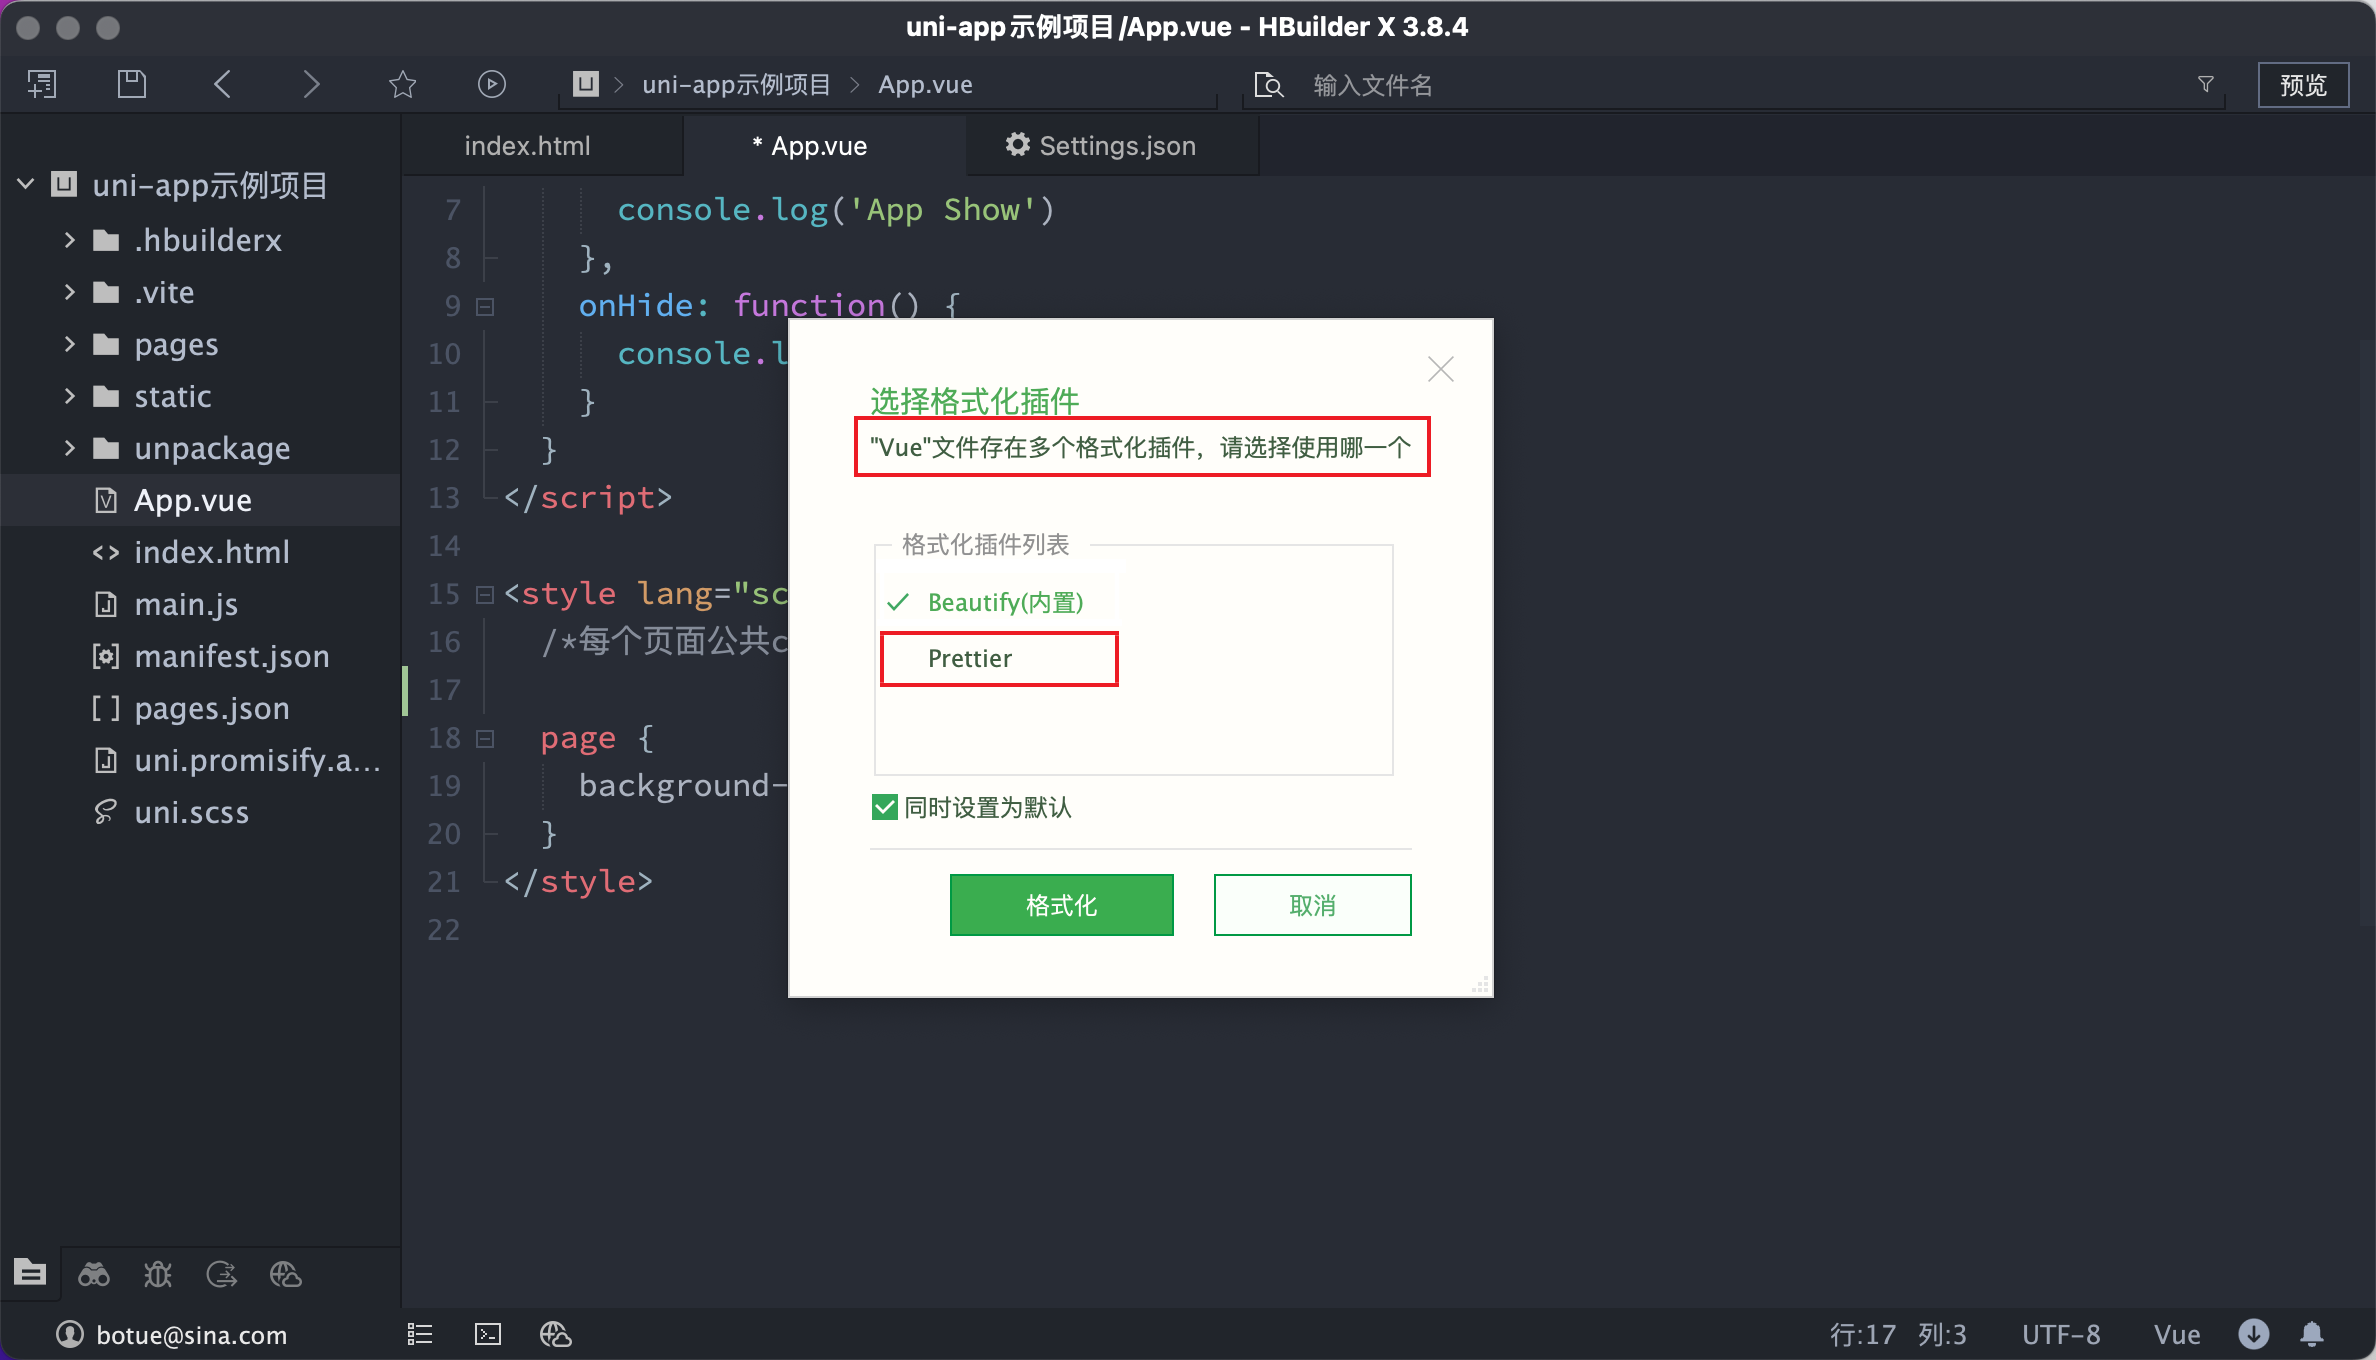 uni-app示例项目/App.vue - HBuilder X 3.8.4
uni-app示例项目
App.vue
输入文件名
预览
index.html
* App.vue
Settings.json
uni-app示例项目
.hbuilderx
.vite
pages
static
unpackage
App.vue
index.html
main.js
manifest.json
pages.json
uni.promisify.a...
uni.scss
7 console.log('App Show')
8 },
9 onHide: function() {
10 console.l
11 }
12 }
13 </script>
14
15 <style lang="sc
16 /*每个页面公共c
17
18 page {
19 background-
20 }
21 </style>
22
选择格式化插件
"Vue"文件存在多个格式化插件，请选择使用哪一个
格式化插件列表
Beautify(内置)
Prettier
同时设置为默认
格式化
取消
botue@sina.com
行:17 列:3
UTF-8
Vue